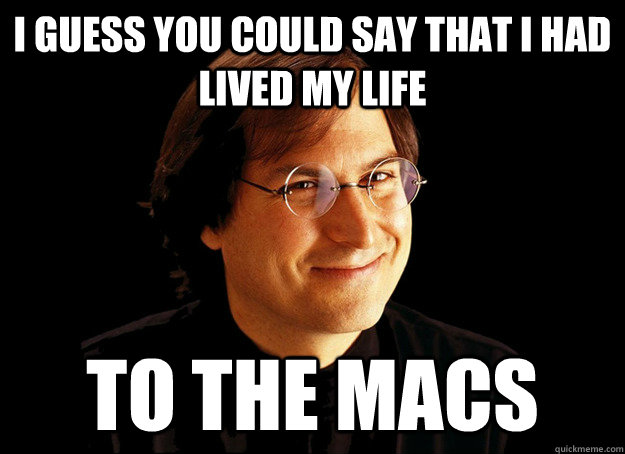 I GUESS YOU COULD SAY THAT I HAD
LIVED MY LIFE
TO THE MACS
quickmeme.com